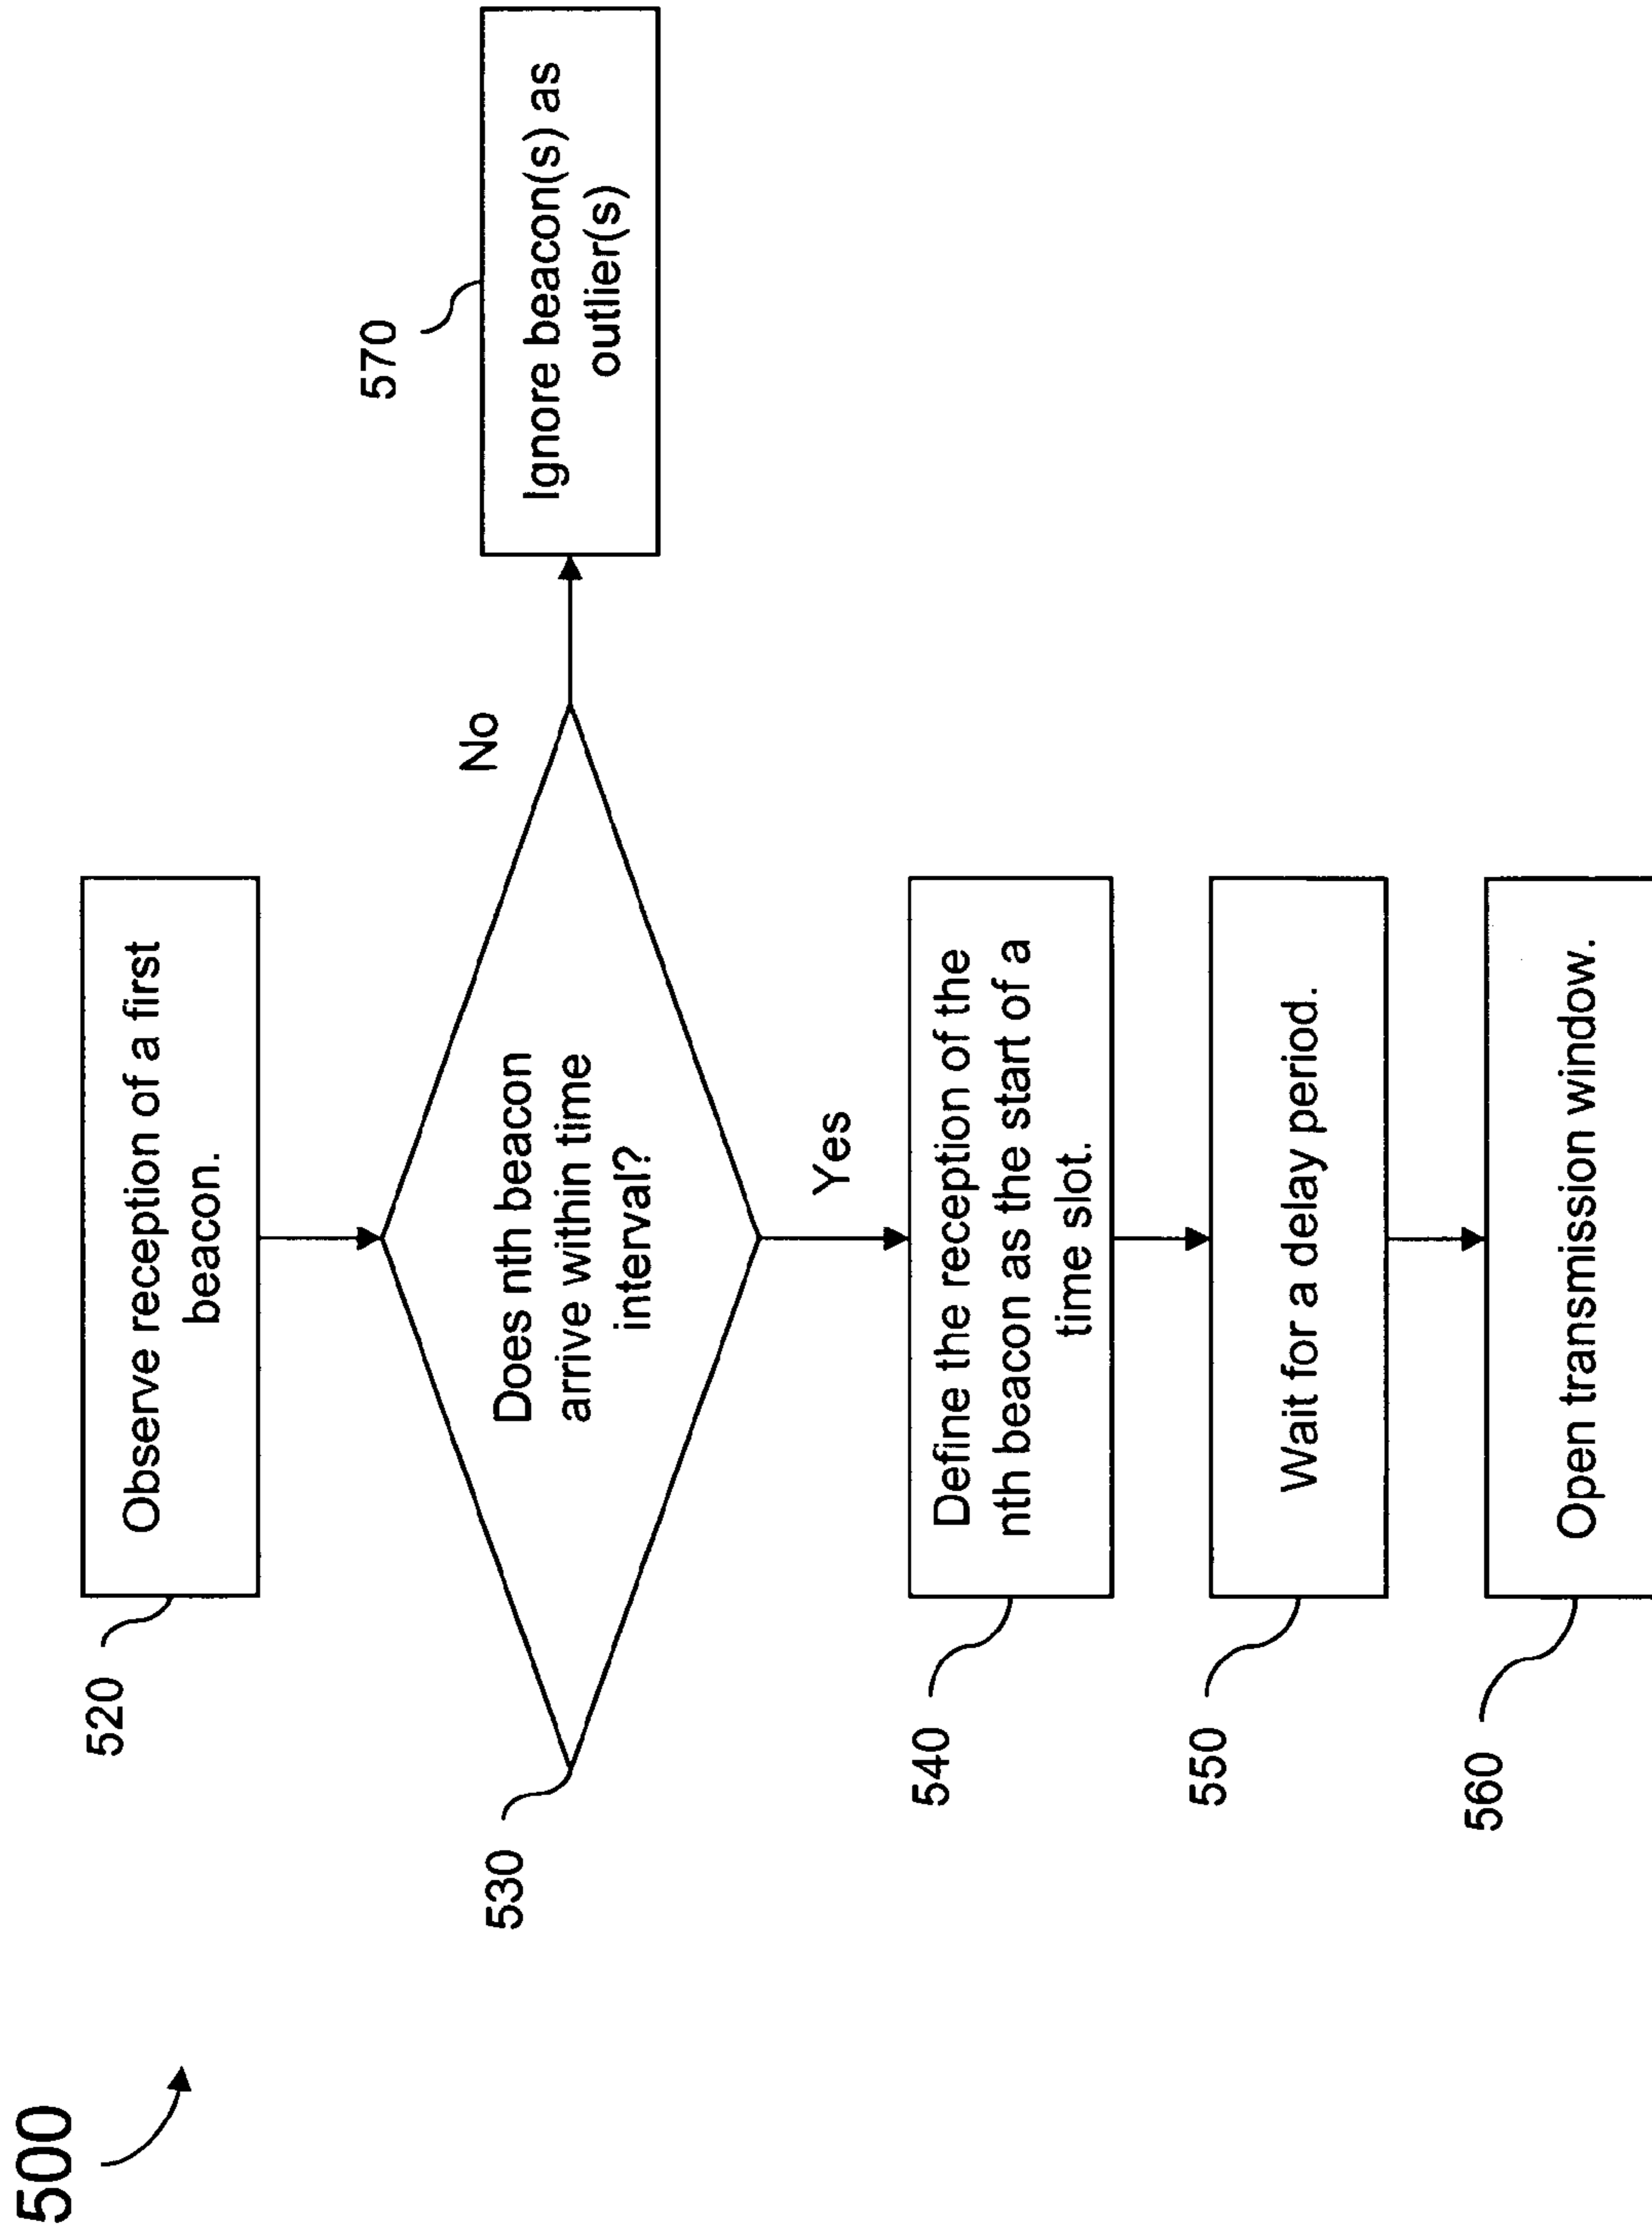 500
520
Observe reception of a first
beacon.
530
Does nth beacon
arrive within time
interval?
No
570
Ignore beacon(s) as
outlier(s)
Yes
540
Define the reception of the
nth beacon as the start of a
time slot.
550
Wait for a delay period.
560
Open transmission window.